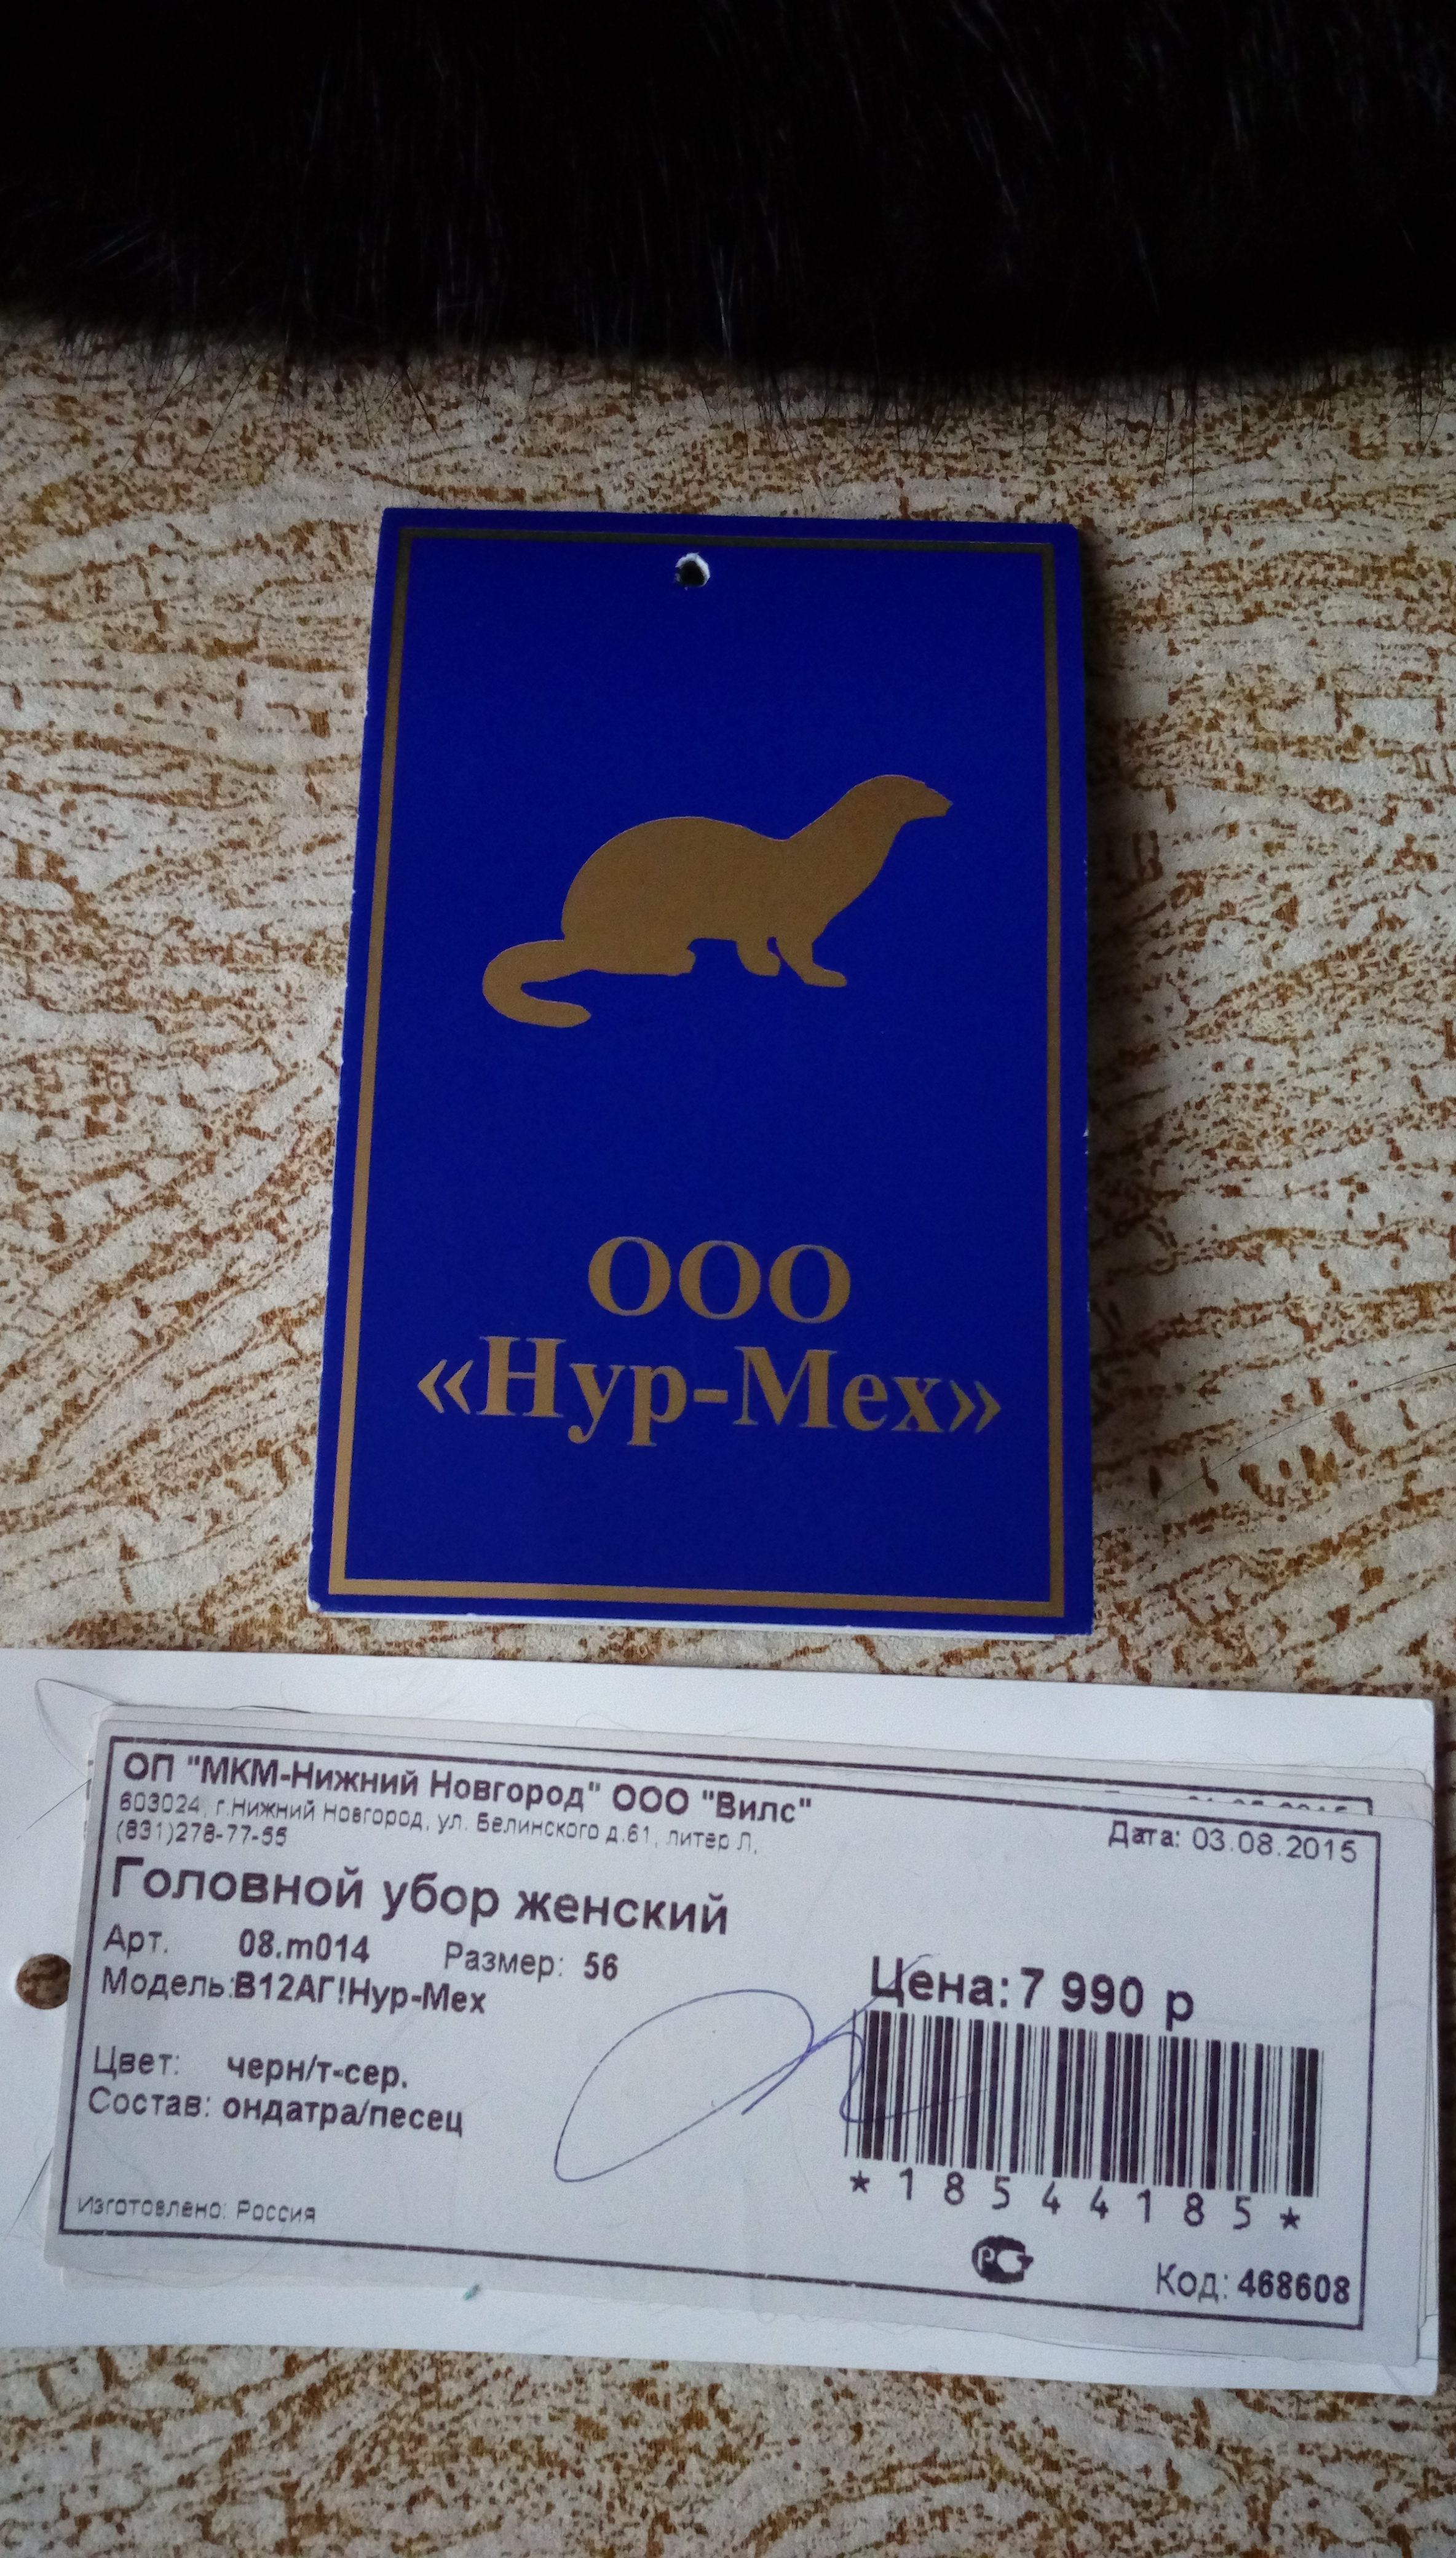 ООО
«Нур-Мех»
ОП "МКМ-Нижний Новгород" ООО "Вилс"
603024, г.Нижний Новгород, ул. Белинского д.61, литер Л,
(831)278-77-55
Дата: 03.08.2015
Головной убор женский
Арт. 08.m014 Размер: 56
Модель:В12АГ!Нур-Мех
Цена: 7 990 р
Цвет: черн/т-сер.
Состав: ондатра/песец
*18544185*
Изготовлено: Россия
РСТ
Код: 468608